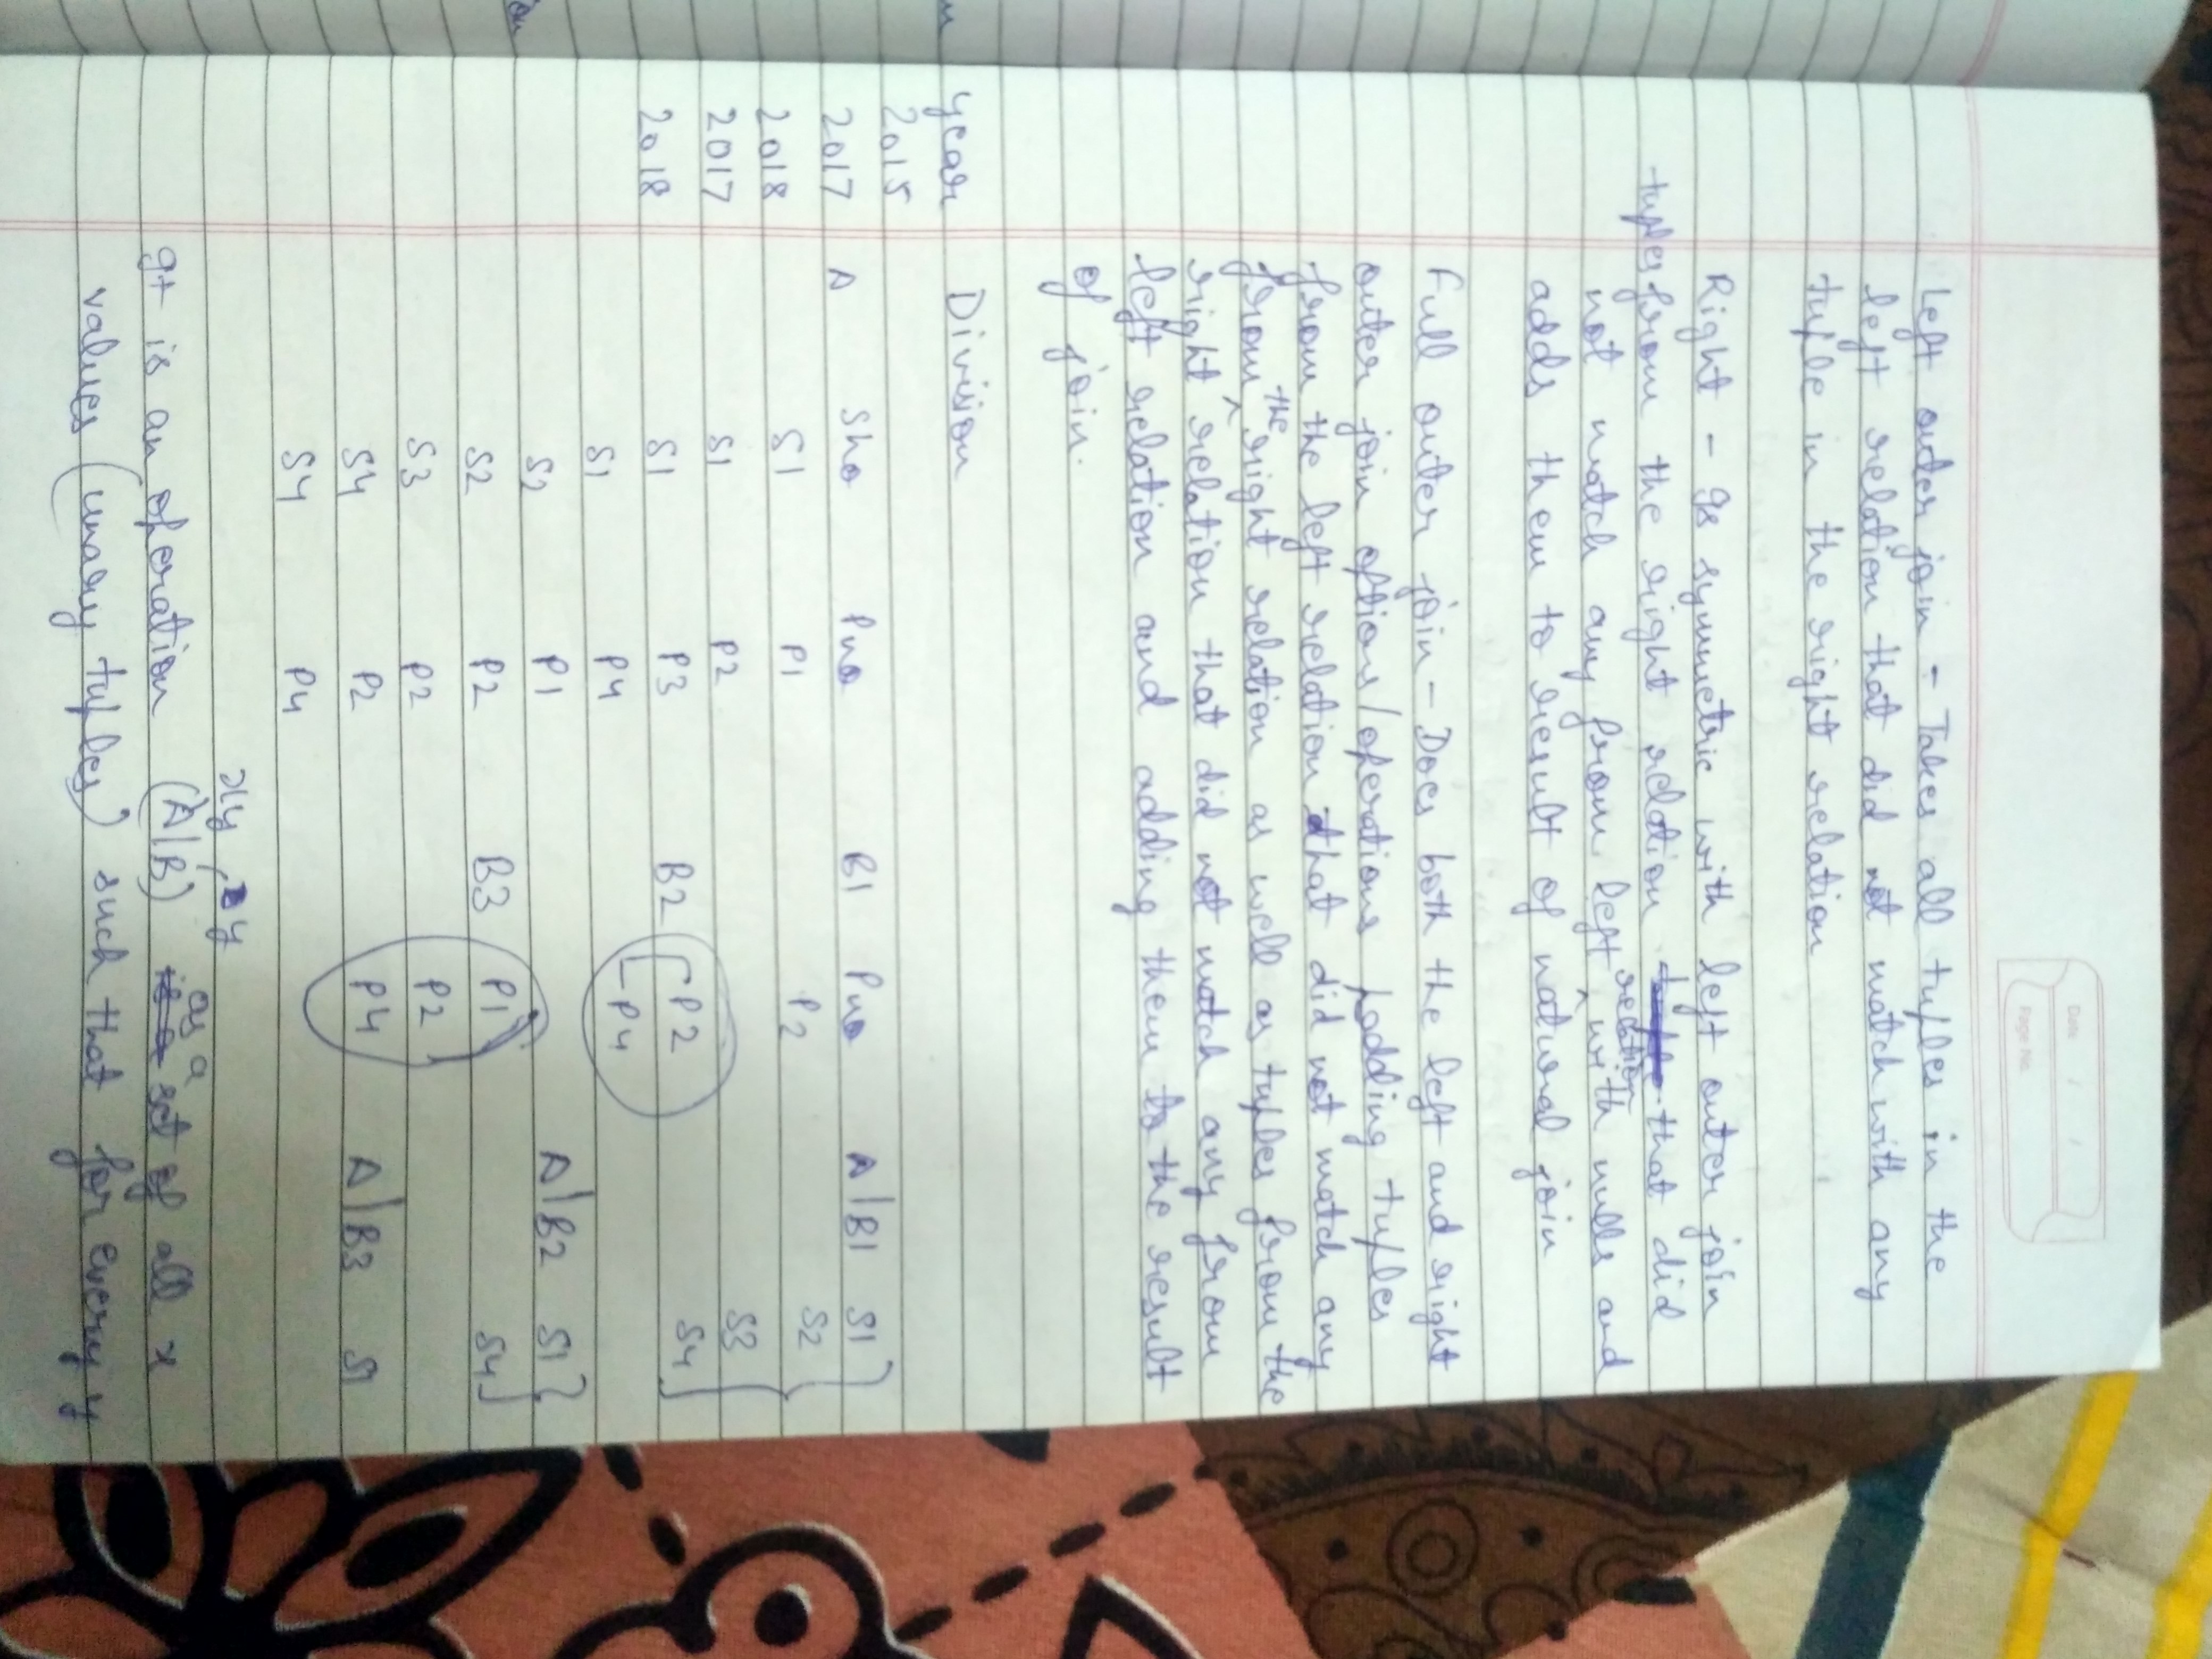 Date / /
Page No.
Left outer join - Takes all tuples in the
left relation that did not match with any
tuple in the right relation
Right - Is symmetric with left outer join
tuples from the right relation that did
not match any from left relation with nulls and
adds them to result of natural join
Full outer join - Does both the left and right
outer join options/operations padding tuples
from the left relation that did not match any
from the right relation as well as tuples from the
right relation that did not match any from
left relation and adding them to the result
of join.
year Division
2015
2017 A Sno Pno B1 Pno A/B1 S1
2018 S1 P1 P2 S2
2017 S1 P2 S3
2018 S1 P3 B2 P2 S4
S1 P4 P4
S2 P1 A/B2 S1
S2 P2 B3 P1 S4
S3 P2 P2
S4 P2 P4 A/B3 S1
S4 P4
xy y
It is an operation (A/B) as a set of all x
values (unary tuples) such that for every y